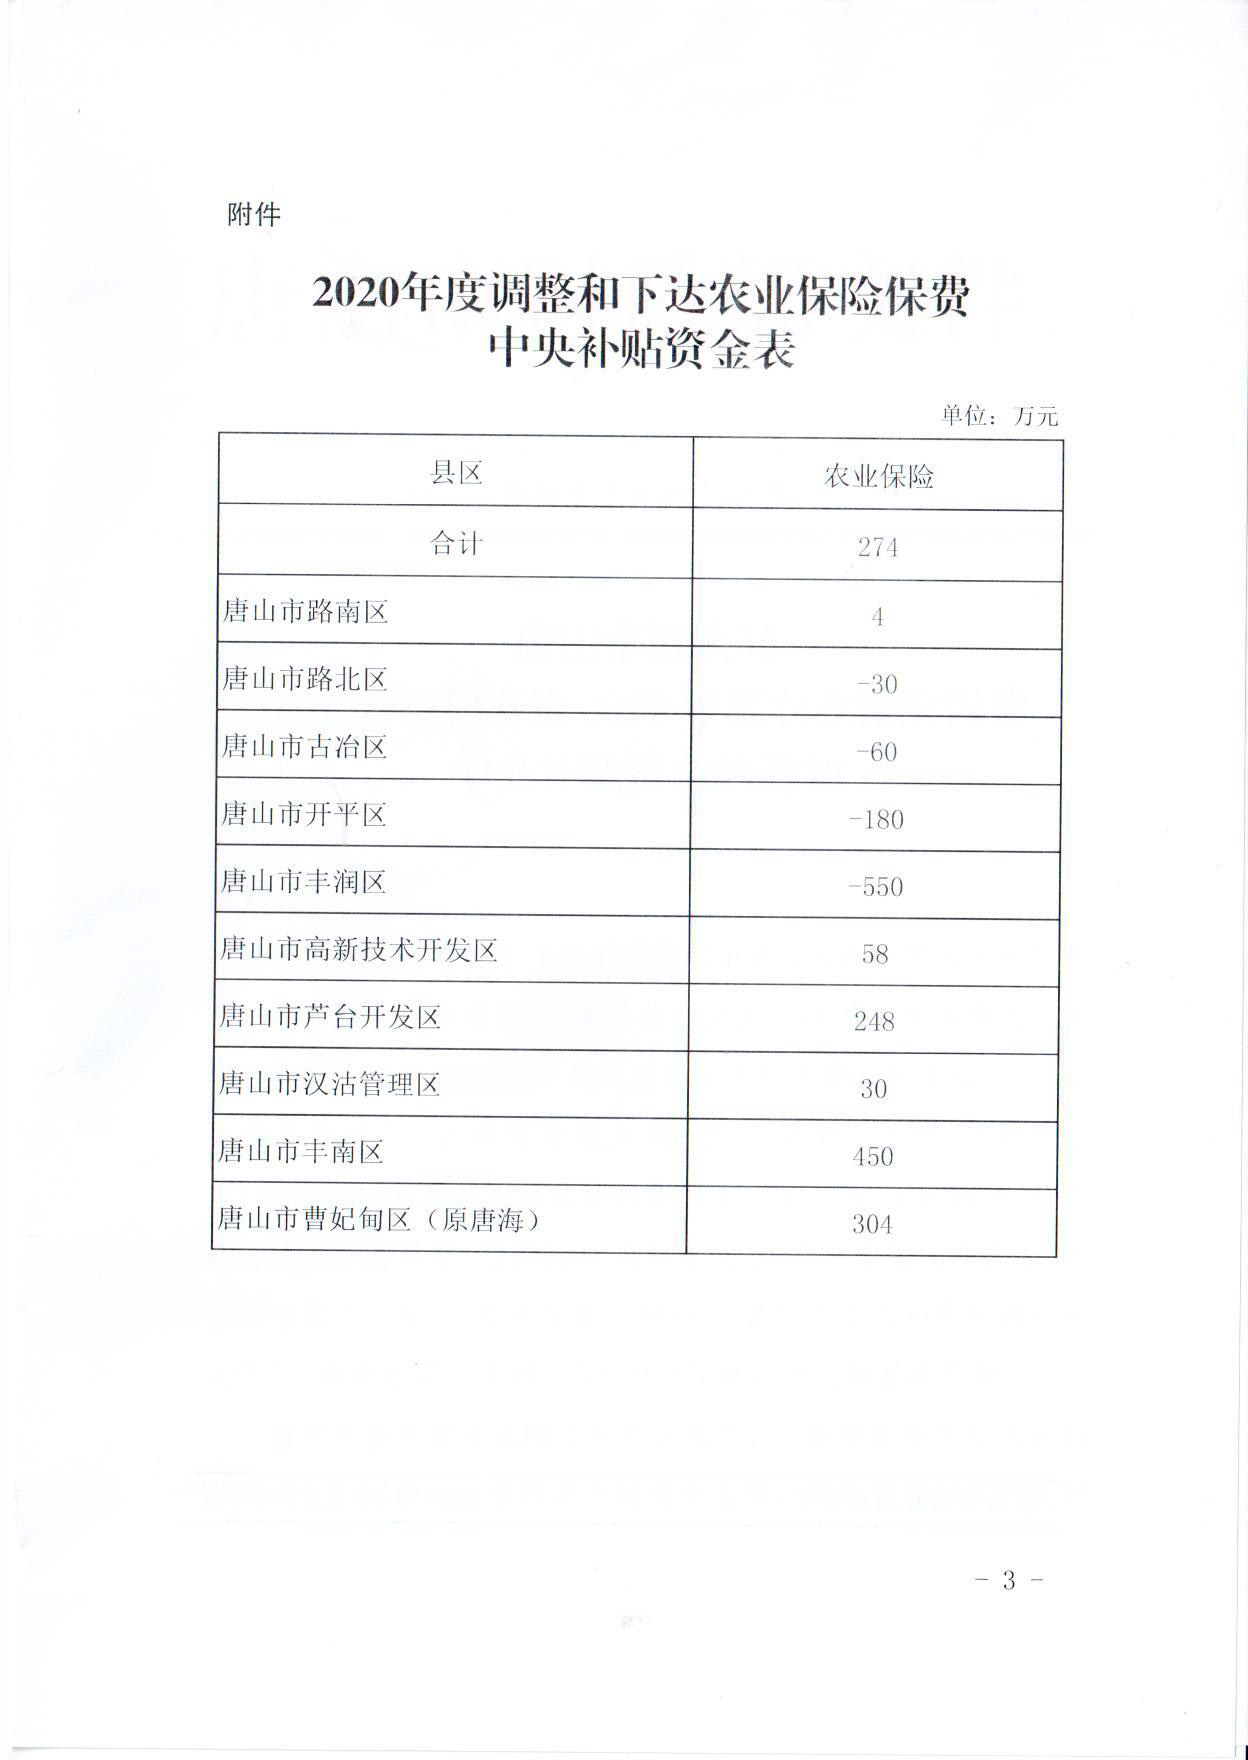 附件
2020年度调整和下达农业保险保费
中央补贴资金表
单位：万元
县区 农业保险
合计 274
唐山市路南区 4
唐山市路北区 -30
唐山市古冶区 -60
唐山市开平区 -180
唐山市丰润区 -550
唐山市高新技术开发区 58
唐山市芦台开发区 248
唐山市汉沽管理区 30
唐山市丰南区 450
唐山市曹妃甸区（原唐海） 304
- 3 -